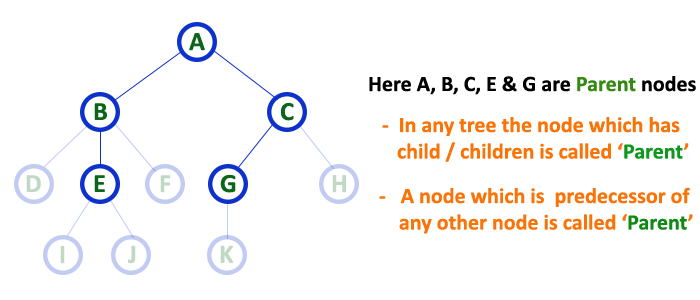 A
Here A, B, C, E & G are Parent nodes
B
C
- In any tree the node which has
child / children is called ‘Parent’
D
E
F
G
H
- A node which is predecessor of
any other node is called ‘Parent’
I
J
K